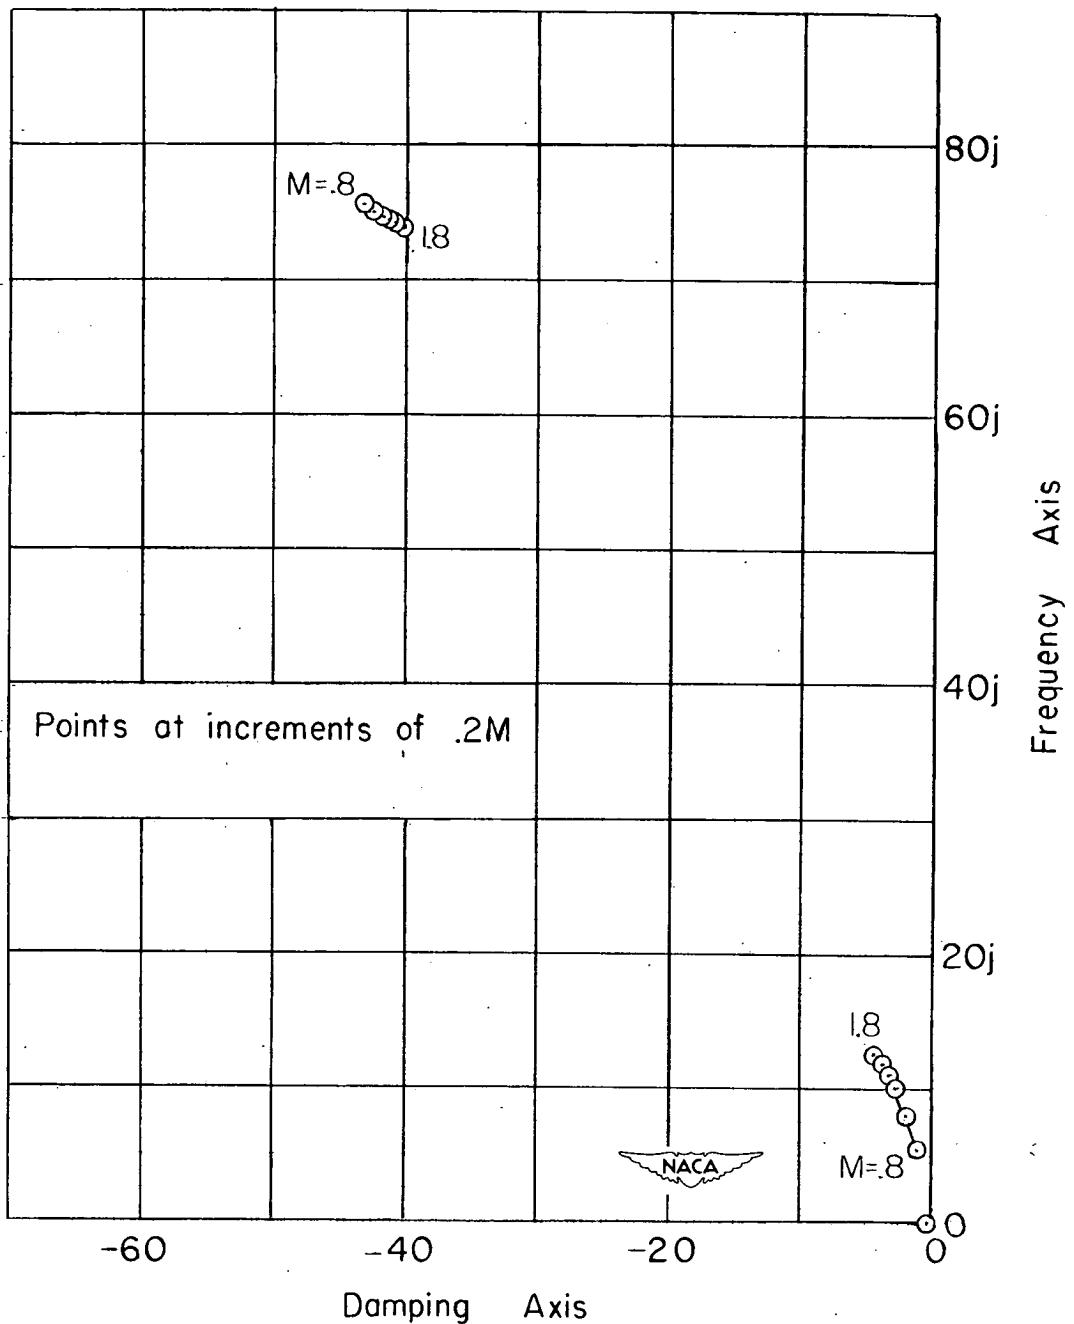 80j
M=.8
1.8
60j
Frequency Axis
40j
Points at increments of .2M
20j
1.8
NACA
M=.8
0
-60
-40
-20
0
Damping Axis